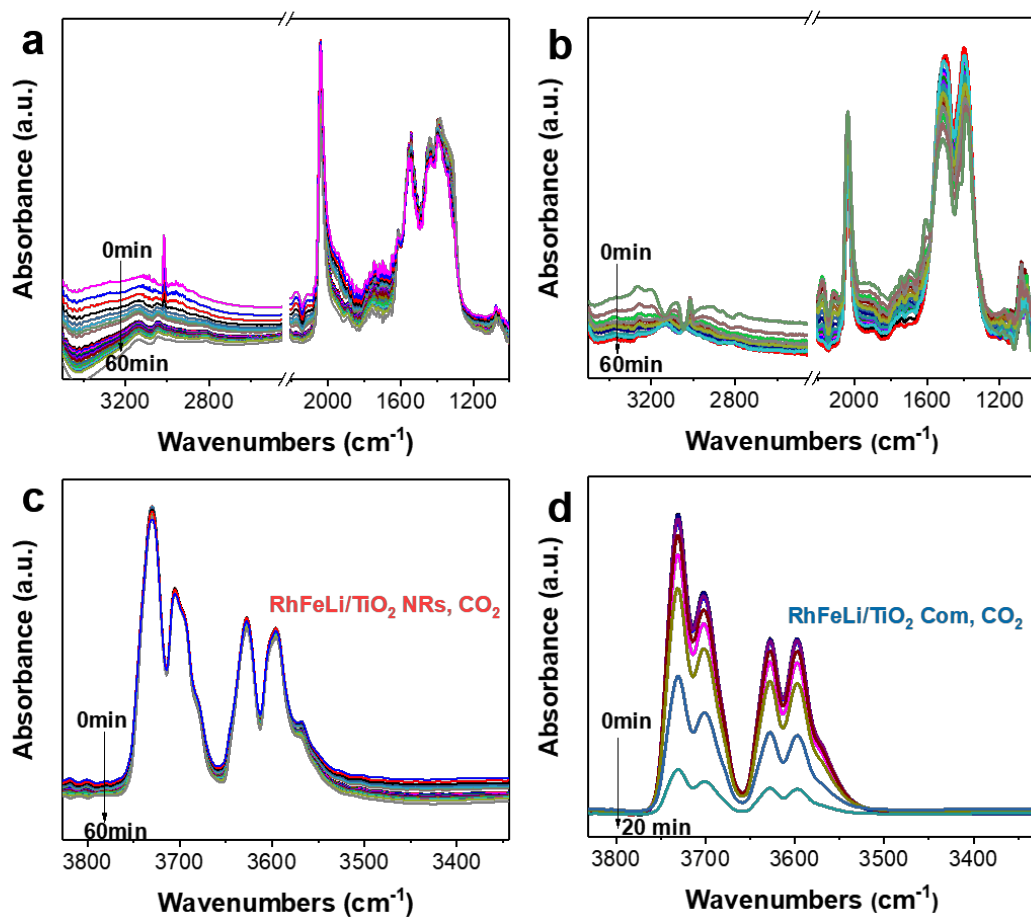 a
b
Absorbance (a.u.)
0min
60min
3200 2800 2000 1600 1200
Wavenumbers (cm⁻¹)
Absorbance (a.u.)
0min
60min
3200 2800 2000 1600 1200
Wavenumbers (cm⁻¹)
c
d
Absorbance (a.u.)
RhFeLi/TiO₂ NRs, CO₂
0min
60min
3800 3700 3600 3500 3400
Wavenumbers (cm⁻¹)
Absorbance (a.u.)
RhFeLi/TiO₂ Com, CO₂
0min
20 min
3800 3700 3600 3500 3400
Wavenumbers (cm⁻¹)